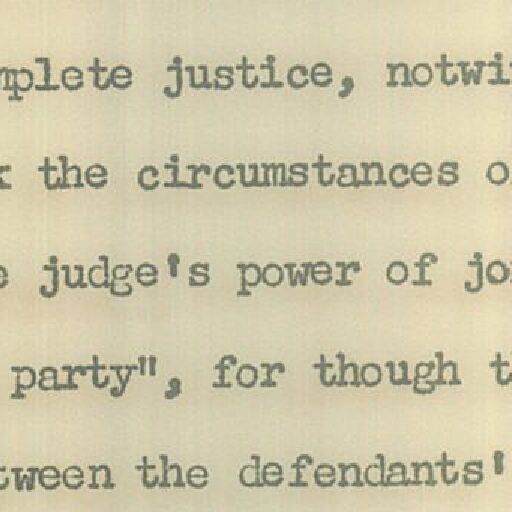 mplete justice, notwi
the circumstances o
e judge's power of jo
party", for though t
tween the defendants'